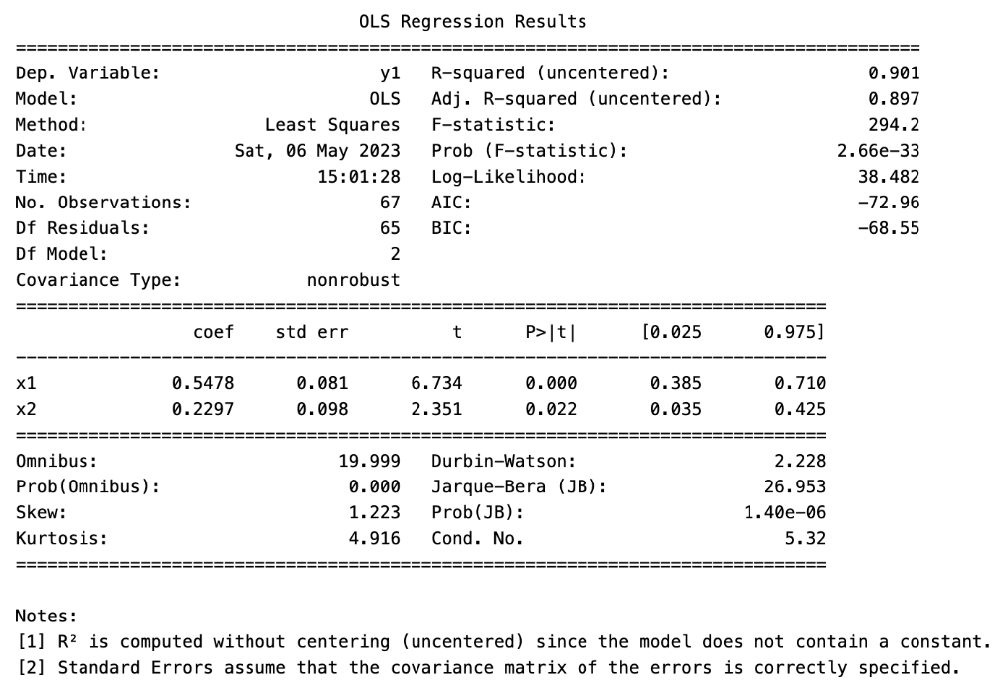 OLS Regression Results
==============================================================================
Dep. Variable: y1 R-squared (uncentered): 0.901
Model: OLS Adj. R-squared (uncentered): 0.897
Method: Least Squares F-statistic: 294.2
Date: Sat, 06 May 2023 Prob (F-statistic): 2.66e-33
Time: 15:01:28 Log-Likelihood: 38.482
No. Observations: 67 AIC: -72.96
Df Residuals: 65 BIC: -68.55
Df Model: 2
Covariance Type: nonrobust
==============================================================================
coef std err t P>|t| [0.025 0.975]
------------------------------------------------------------------------------
x1 0.5478 0.081 6.734 0.000 0.385 0.710
x2 0.2297 0.098 2.351 0.022 0.035 0.425
==============================================================================
Omnibus: 19.999 Durbin-Watson: 2.228
Prob(Omnibus): 0.000 Jarque-Bera (JB): 26.953
Skew: 1.223 Prob(JB): 1.40e-06
Kurtosis: 4.916 Cond. No. 5.32
==============================================================================
Notes:
[1] R² is computed without centering (uncentered) since the model does not contain a constant.
[2] Standard Errors assume that the covariance matrix of the errors is correctly specified.